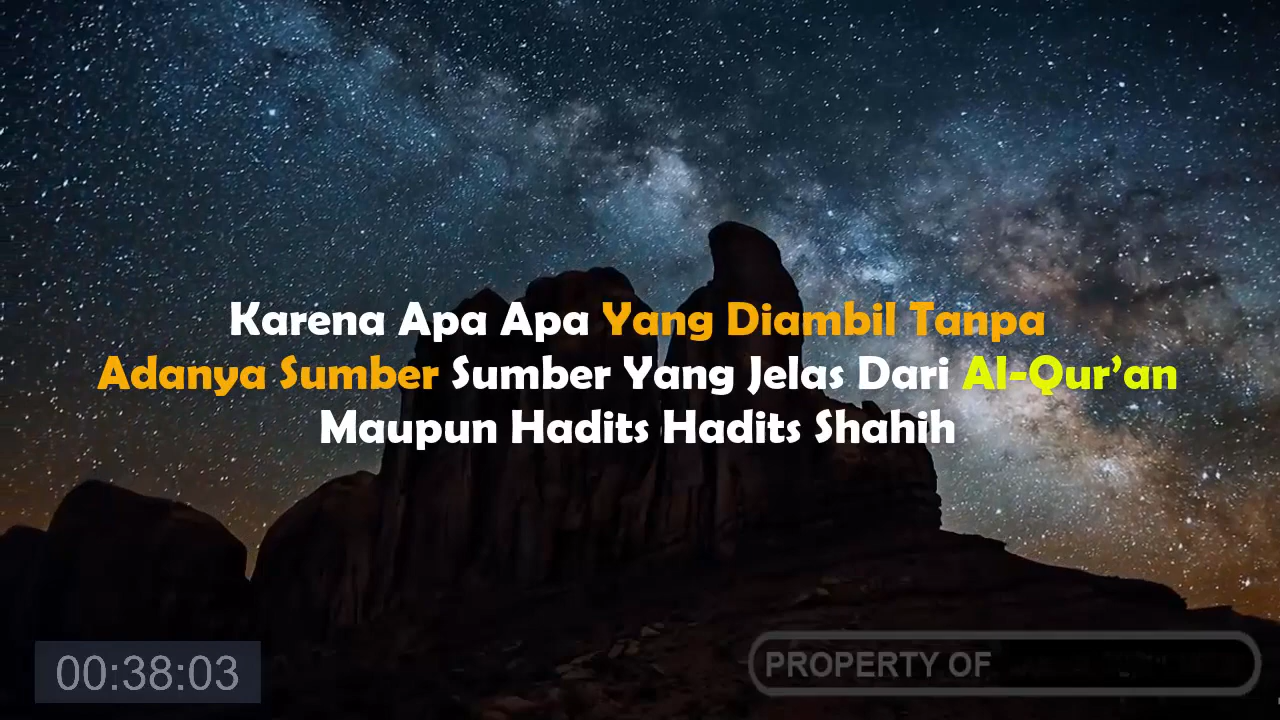 Karena Apa Apa Yang Diambil Tanpa
Adanya Sumber Sumber Yang Jelas Dari Al-Qur’an
Maupun Hadits Hadits Shahih
00:38:03
PROPERTY OF